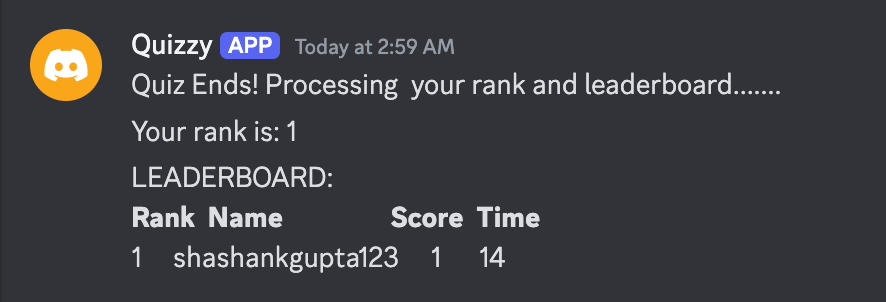 Quizzy APP Today at 2:59 AM
Quiz Ends! Processing your rank and leaderboard.......
Your rank is: 1
LEADERBOARD:
Rank Name Score Time
1 shashankgupta123 1 14